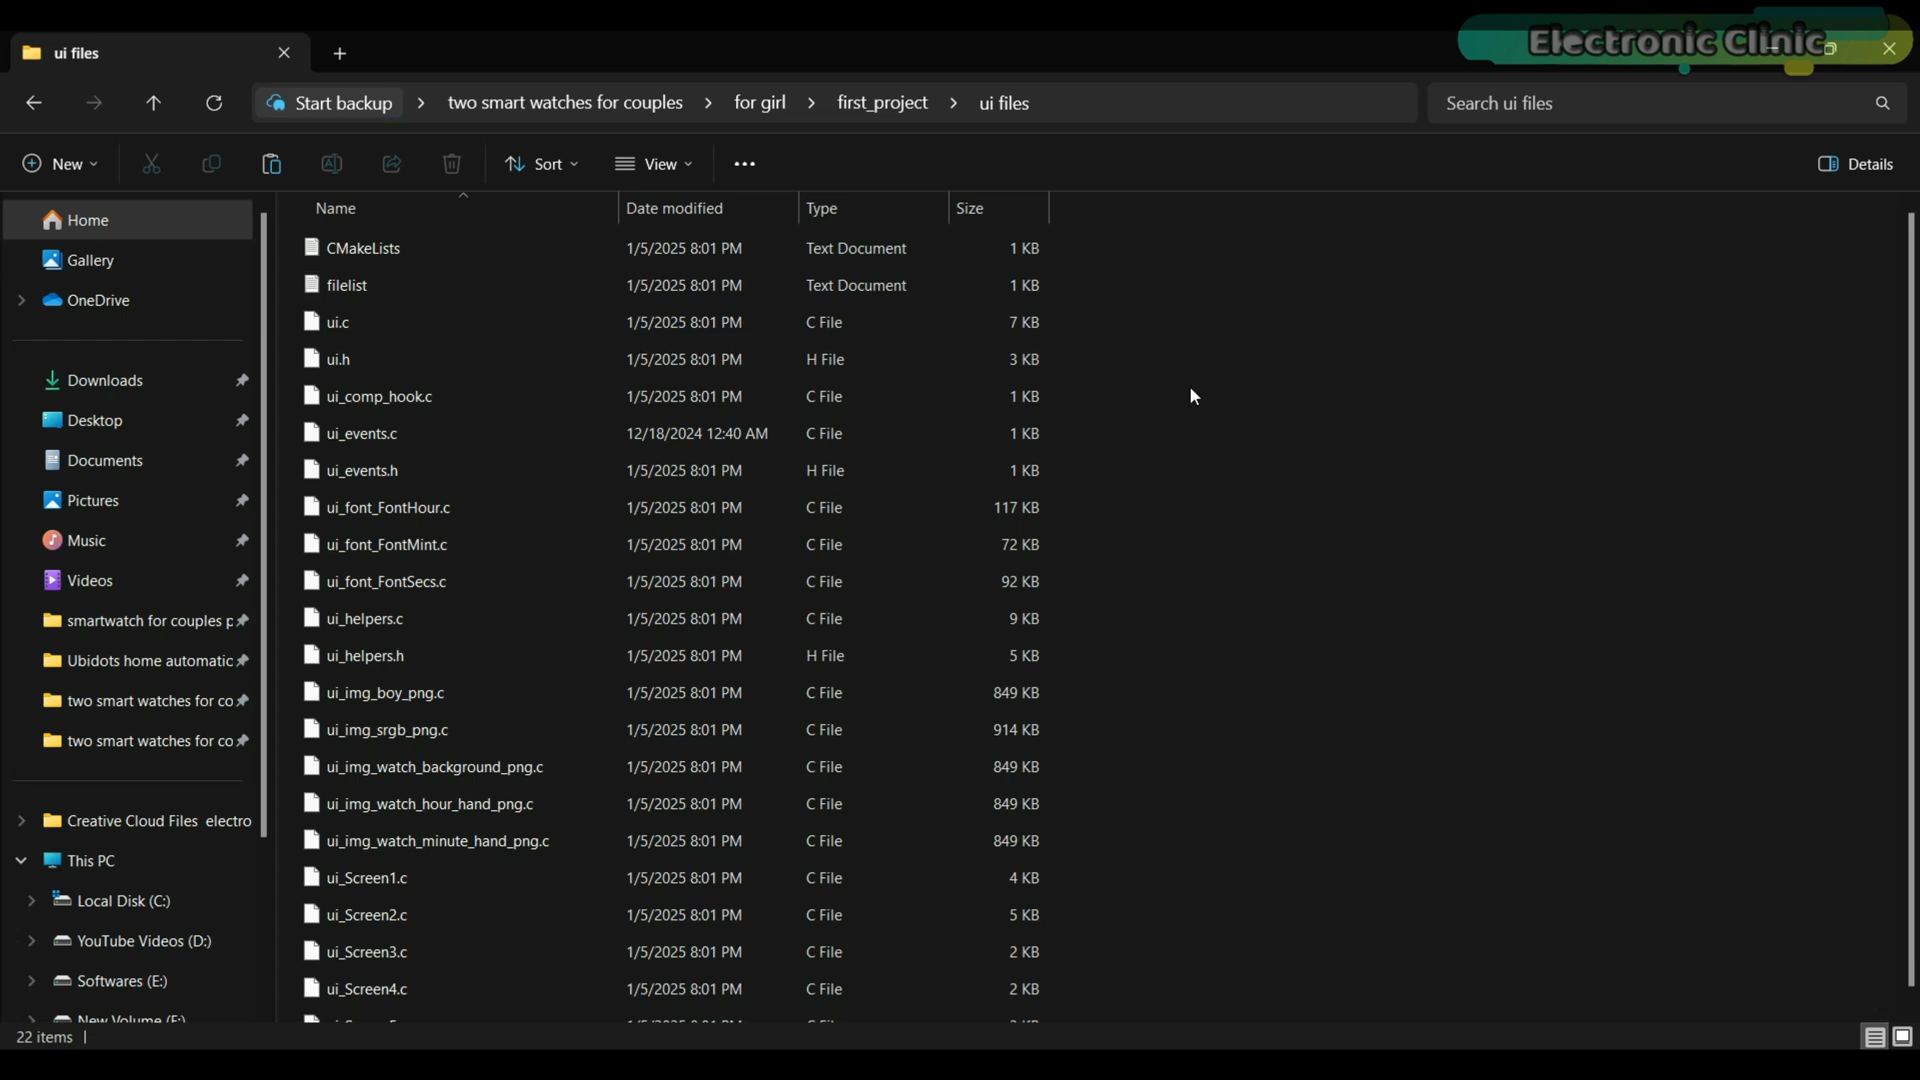 Electronic Clinic
ui files
Start backup
two smart watches for couples
for girl
first_project
ui files
Search ui files
New
Sort
View
Details
Name Date modified Type Size
Home
Gallery
OneDrive
Downloads
Desktop
Documents
Pictures
Music
Videos
smartwatch for couples p
Ubidots home automatic
two smart watches for co
two smart watches for co
Creative Cloud Files electro
This PC
Local Disk (C:)
YouTube Videos (D:)
Softwares (E:)
New Volume (F:)
CMakeLists 1/5/2025 8:01 PM Text Document 1 KB
filelist 1/5/2025 8:01 PM Text Document 1 KB
ui.c 1/5/2025 8:01 PM C File 7 KB
ui.h 1/5/2025 8:01 PM H File 3 KB
ui_comp_hook.c 1/5/2025 8:01 PM C File 1 KB
ui_events.c 12/18/2024 12:40 AM C File 1 KB
ui_events.h 1/5/2025 8:01 PM H File 1 KB
ui_font_FontHour.c 1/5/2025 8:01 PM C File 117 KB
ui_font_FontMint.c 1/5/2025 8:01 PM C File 72 KB
ui_font_FontSecs.c 1/5/2025 8:01 PM C File 92 KB
ui_helpers.c 1/5/2025 8:01 PM C File 9 KB
ui_helpers.h 1/5/2025 8:01 PM H File 5 KB
ui_img_boy_png.c 1/5/2025 8:01 PM C File 849 KB
ui_img_srgb_png.c 1/5/2025 8:01 PM C File 914 KB
ui_img_watch_background_png.c 1/5/2025 8:01 PM C File 849 KB
ui_img_watch_hour_hand_png.c 1/5/2025 8:01 PM C File 849 KB
ui_img_watch_minute_hand_png.c 1/5/2025 8:01 PM C File 849 KB
ui_Screen1.c 1/5/2025 8:01 PM C File 4 KB
ui_Screen2.c 1/5/2025 8:01 PM C File 5 KB
ui_Screen3.c 1/5/2025 8:01 PM C File 2 KB
ui_Screen4.c 1/5/2025 8:01 PM C File 2 KB
22 items